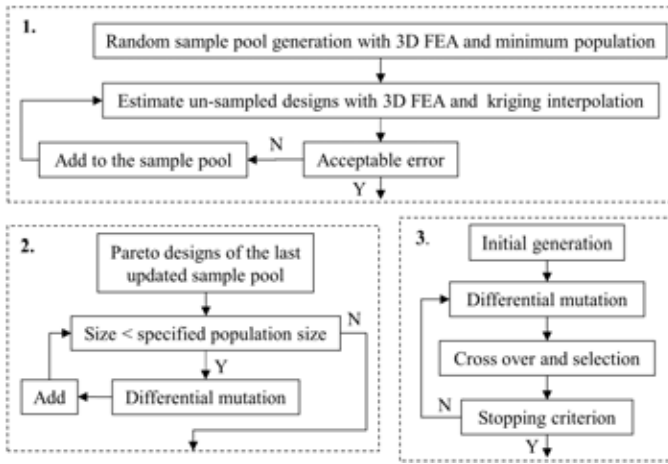 1.
Random sample pool generation with 3D FEA and minimum population
Estimate un-sampled designs with 3D FEA and kriging interpolation
N
Add to the sample pool
Acceptable error
Y
2.
Pareto designs of the last
updated sample pool
Size < specified population size
N
Y
Add
Differential mutation
3.
Initial generation
Differential mutation
Cross over and selection
N
Stopping criterion
Y